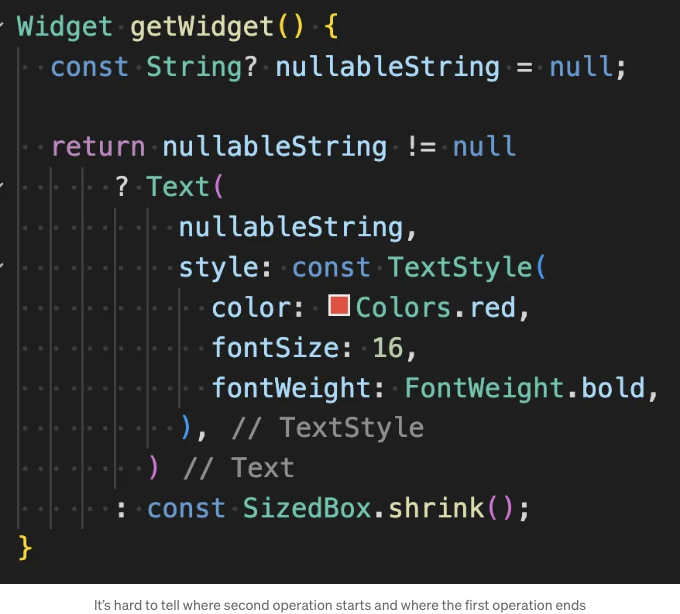 Widget getWidget() {
  const String? nullableString = null;

  return nullableString != null
      ? Text(
          nullableString,
          style: const TextStyle(
            color: Colors.red,
            fontSize: 16,
            fontWeight: FontWeight.bold,
          ), // TextStyle
        ) // Text
      : const SizedBox.shrink();
}
It's hard to tell where second operation starts and where the first operation ends